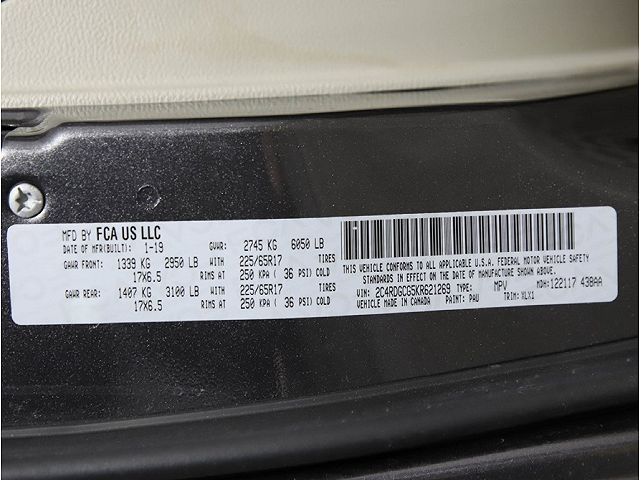 MFD BY FCA US LLC
DATE OF MFR(BUILT): 1-19 GVWR: 2745 KG 6050 LB
GAWR FRONT: 1339 KG 2950 LB WITH 225/65R17 TIRES
17X6.5 RIMS AT 250 KPA ( 36 PSI) COLD
GAWR REAR: 1407 KG 3100 LB WITH 225/65R17 TIRES
17X6.5 RIMS AT 250 KPA ( 36 PSI) COLD
THIS VEHICLE CONFORMS TO ALL APPLICABLE U.S.A. FEDERAL MOTOR VEHICLE SAFETY
STANDARDS IN EFFECT ON THE DATE OF MANUFACTURE SHOWN ABOVE.
VIN: 2C4RDGCG5KR621269 TYPE: MPV MDH: 122117 43BAA
VEHICLE MADE IN CANADA PAINT: PAU TRIM: XLX1